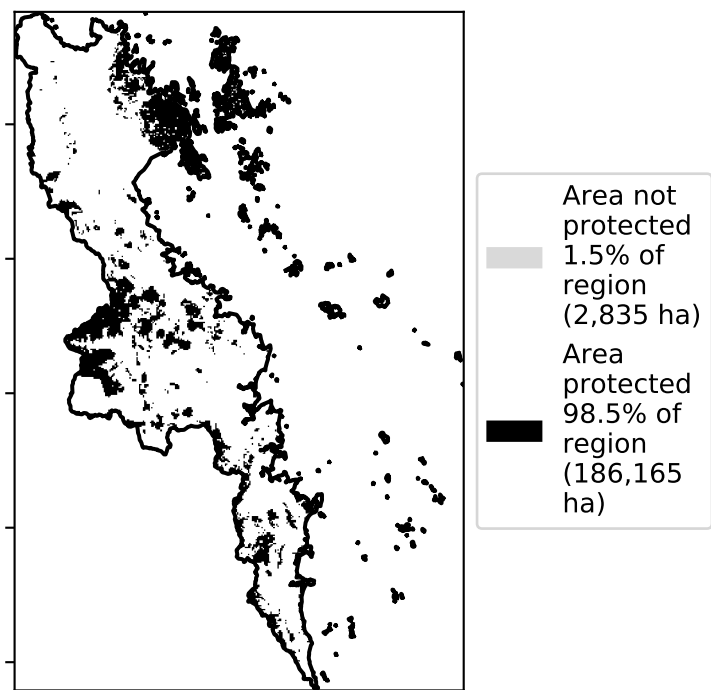 Area not
protected
1.5% of
region
(2,835 ha)
Area
protected
98.5% of
region
(186,165
ha)